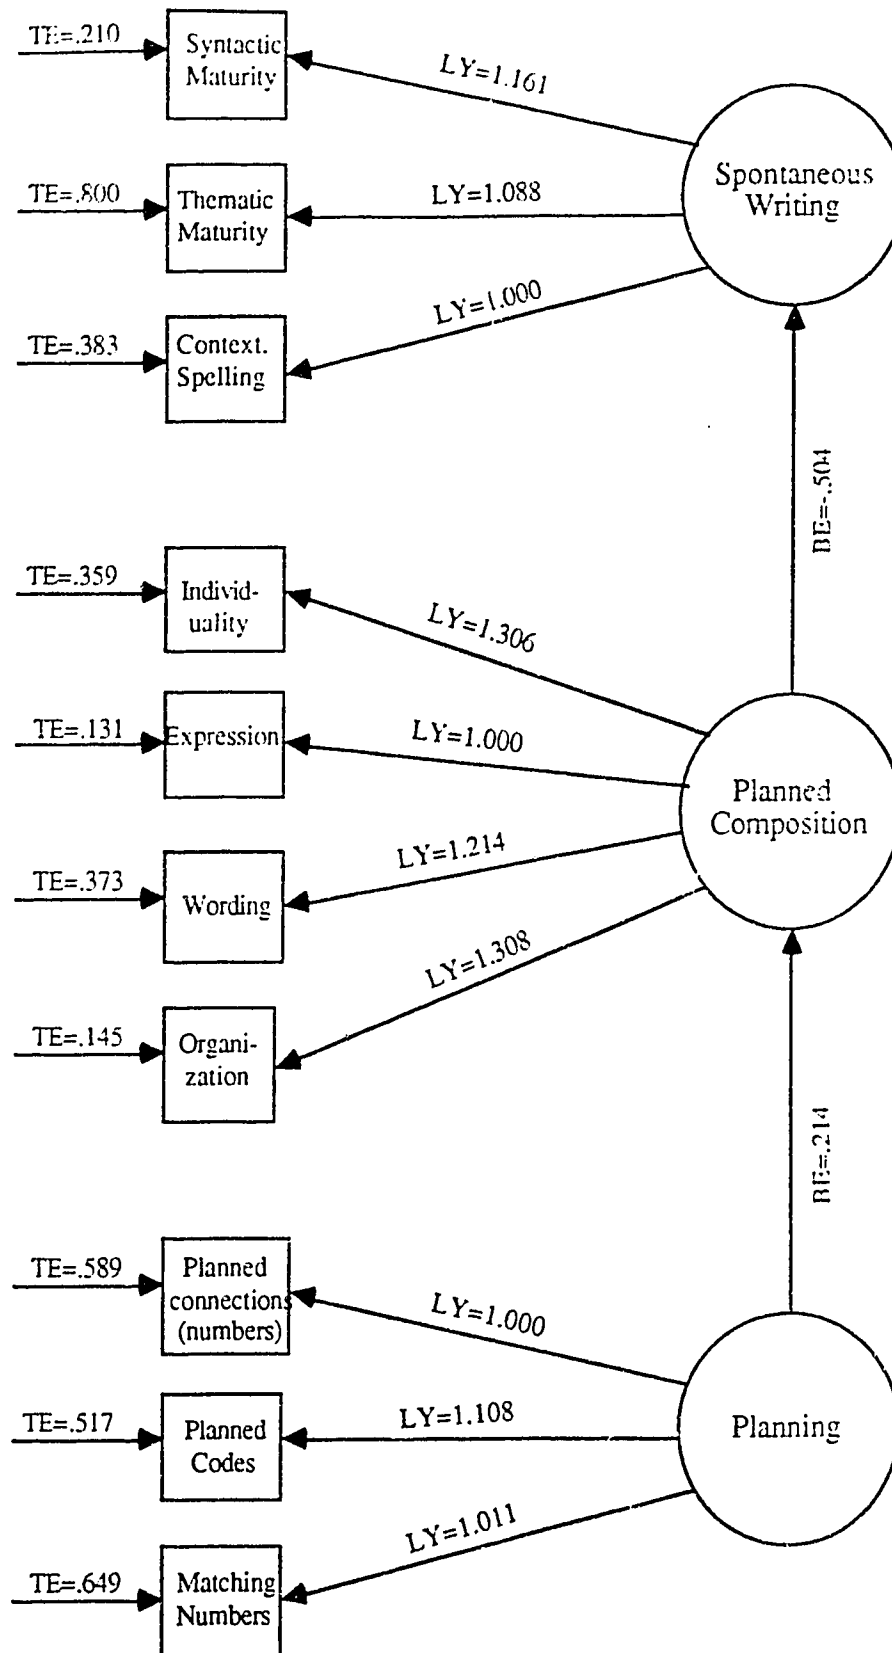 TE=.210
Syntactic
Maturity
LY=1.161
TE=.800
Thematic
Maturity
LY=1.088
Spontaneous
Writing
TE=.383
Context.
Spelling
LY=1.000
BE=-.504
TE=.359
Individ-
uality
LY=1.306
TE=.131
Expression
LY=1.000
Planned
Composition
TE=.373
Wording
LY=1.214
TE=.145
Organi-
zation
LY=1.308
BE=.214
TE=.589
Planned
connections
(numbers)
LY=1.000
TE=.517
Planned
Codes
LY=1.108
Planning
TE=.649
Matching
Numbers
LY=1.011